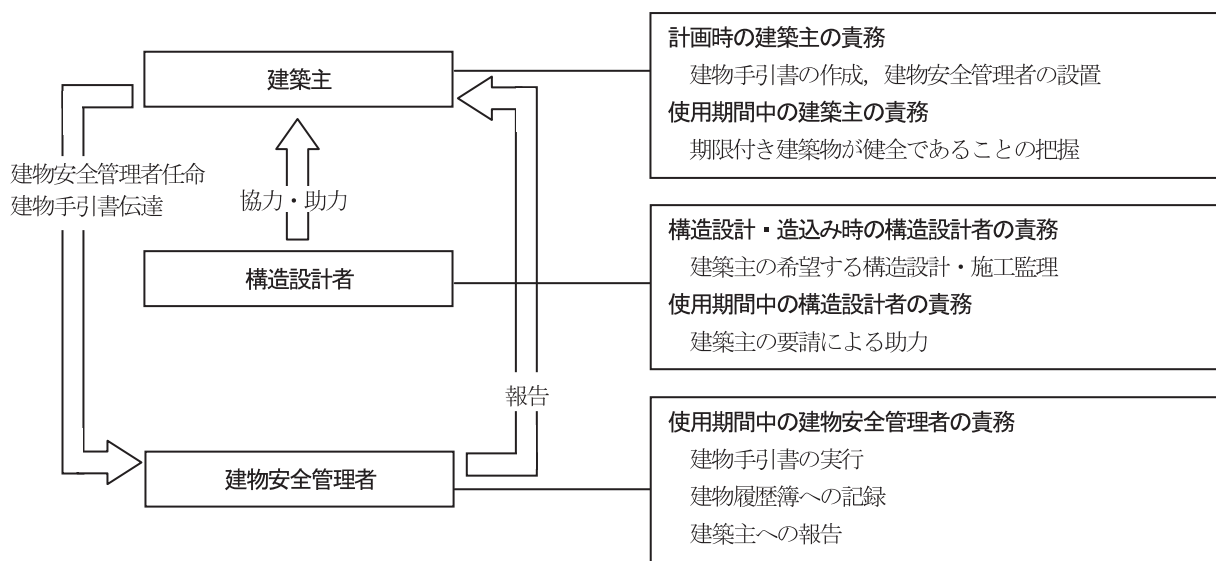 建築主
計画時の建築主の責務
建物手引書の作成，建物安全管理者の設置
使用期間中の建築主の責務
期限付き建築物が健全であることの把握
建物安全管理者任命
建物手引書伝達
協力・助力
構造設計者
構造設計・造込み時の構造設計者の責務
建築主の希望する構造設計・施工監理
使用期間中の構造設計者の責務
建築主の要請による助力
報告
建物安全管理者
使用期間中の建物安全管理者の責務
建物手引書の実行
建物履歴簿への記録
建築主への報告